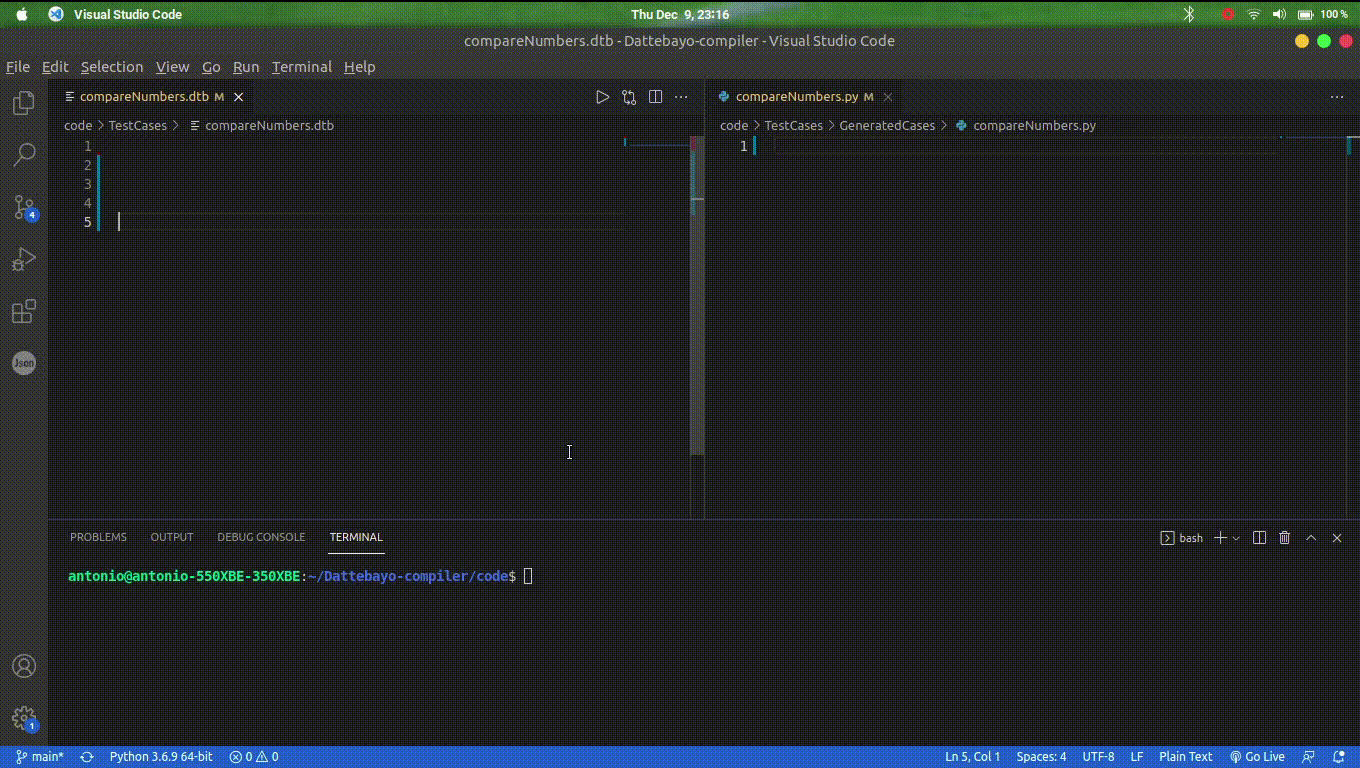 Visual Studio Code
Thu Dec 9, 23:16
100 %
compareNumbers.dtb - Dattebayo-compiler - Visual Studio Code
File Edit Selection View Go Run Terminal Help
compareNumbers.dtb M
compareNumbers.py M
code > TestCases > compareNumbers.dtb
code > TestCases > GeneratedCases > compareNumbers.py
1
2
3
4
5
1
4
Json
PROBLEMS OUTPUT DEBUG CONSOLE TERMINAL
bash
antonio@antonio-550XBE-350XBE:~/Dattebayo-compiler/code$
1
main* Python 3.6.9 64-bit 0 0 Ln 5, Col 1 Spaces: 4 UTF-8 LF Plain Text Go Live